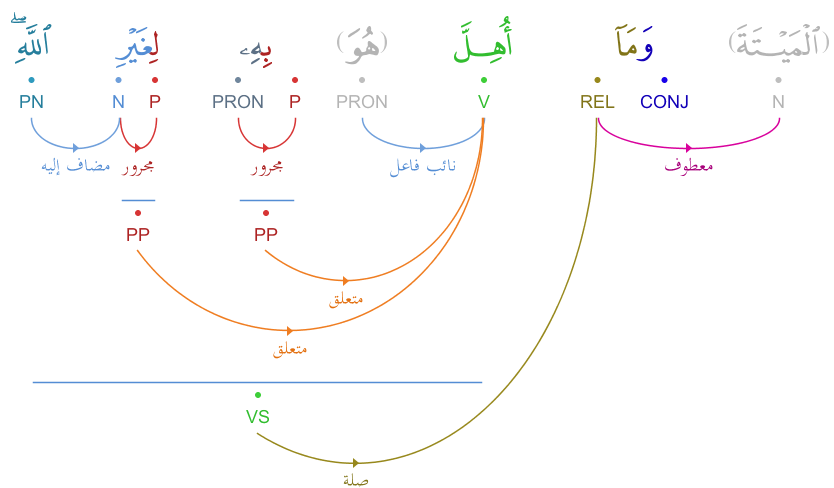 (ٱلْمَيْتَةَ) وَمَآ أُهِلَّ (هُوَ) بِهِۦ لِغَيْرِ ٱللَّهِ ۖ
N CONJ REL V PRON P PRON P N PN
معطوف نائب فاعل مجرور مجرور مضاف إليه
PP PP
متعلق
متعلق
VS
صلة